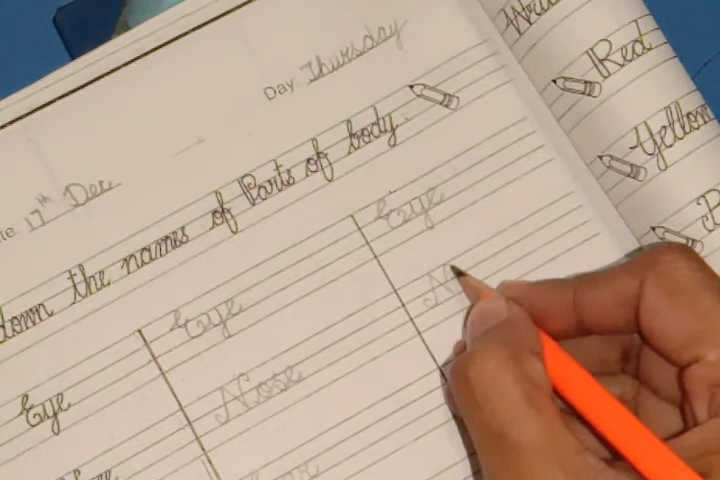 Day Thursday
17th Dec
down the names of Parts of body.
Eye Eye Eye
Nose N
Red
Yellow